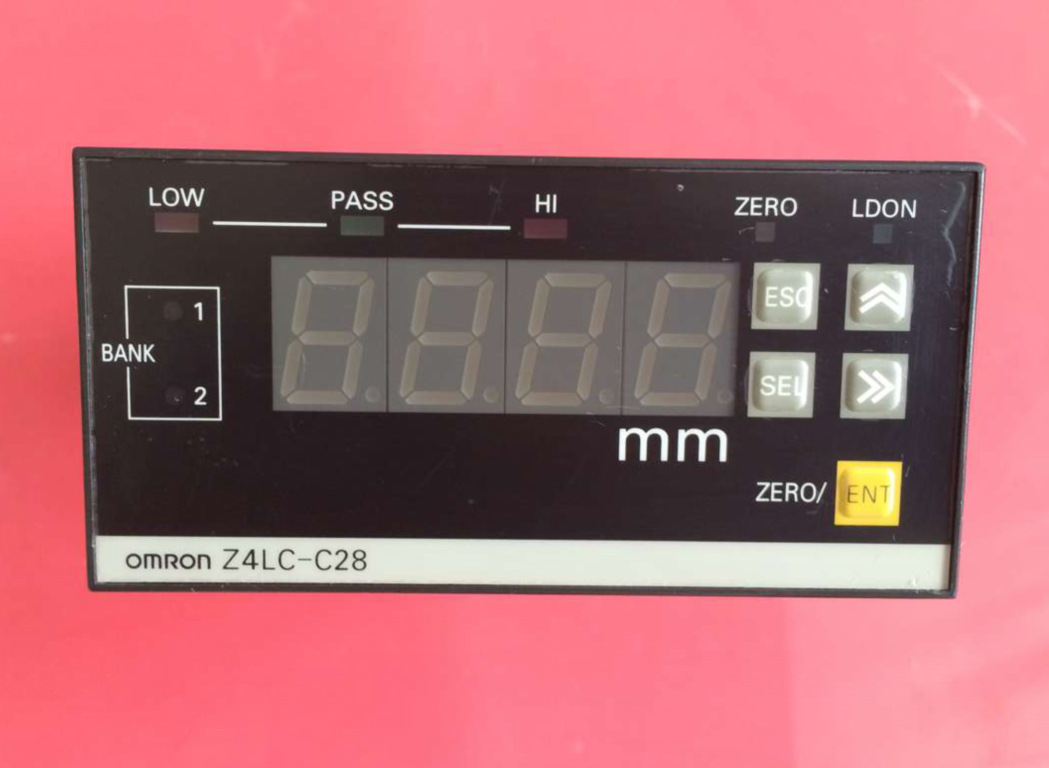 LOW PASS HI ZERO LDON
1
ESC
BANK
2
SEL
mm
ZERO/ ENT
omron Z4LC-C28